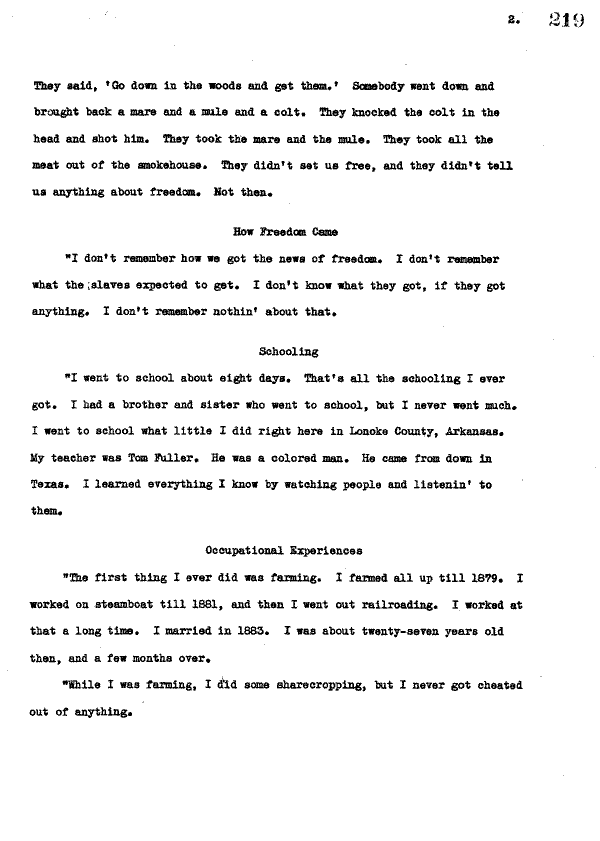 2. 219
They said, 'Go down in the woods and get them.' Somebody went down and
brought back a mare and a mule and a colt. They knocked the colt in the
head and shot him. They took the mare and the mule. They took all the
meat out of the smokehouse. They didn't set us free, and they didn't tell
us anything about freedom. Not then.
How Freedom Came
"I don't remember how we got the news of freedom. I don't remember
what the slaves expected to get. I don't know what they got, if they got
anything. I don't remember nothin' about that.
Schooling
"I went to school about eight days. That's all the schooling I ever
got. I had a brother and sister who went to school, but I never went much.
I went to school what little I did right here in Lonoke County, Arkansas.
My teacher was Tom Fuller. He was a colored man. He came from down in
Texas. I learned everything I know by watching people and listenin' to
them.
Occupational Experiences
"The first thing I ever did was farming. I farmed all up till 1879. I
worked on steamboat till 1881, and then I went out railroading. I worked at
that a long time. I married in 1883. I was about twenty-seven years old
then, and a few months over.
"While I was farming, I did some sharecropping, but I never got cheated
out of anything.